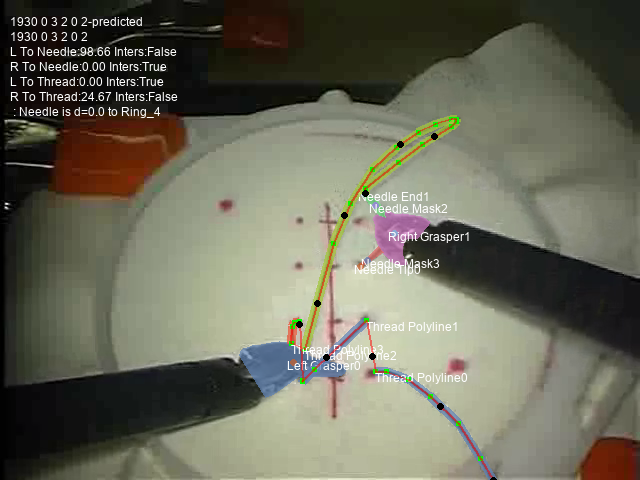 1930 0 3 2 0 2-predicted
1930 0 3 2 0 2
L To Needle:98.66 Inters:False
R To Needle:0.00 Inters:True
L To Thread:0.00 Inters:True
R To Thread:24.67 Inters:False
: Needle is d=0.0 to Ring_4
Needle End1
Needle Mask2
Right Grasper1
Needle Mask3
Needle Tip0
Thread Polyline1
Thread Polyline3
Thread Polyline2
Left Grasper0
Thread Polyline0